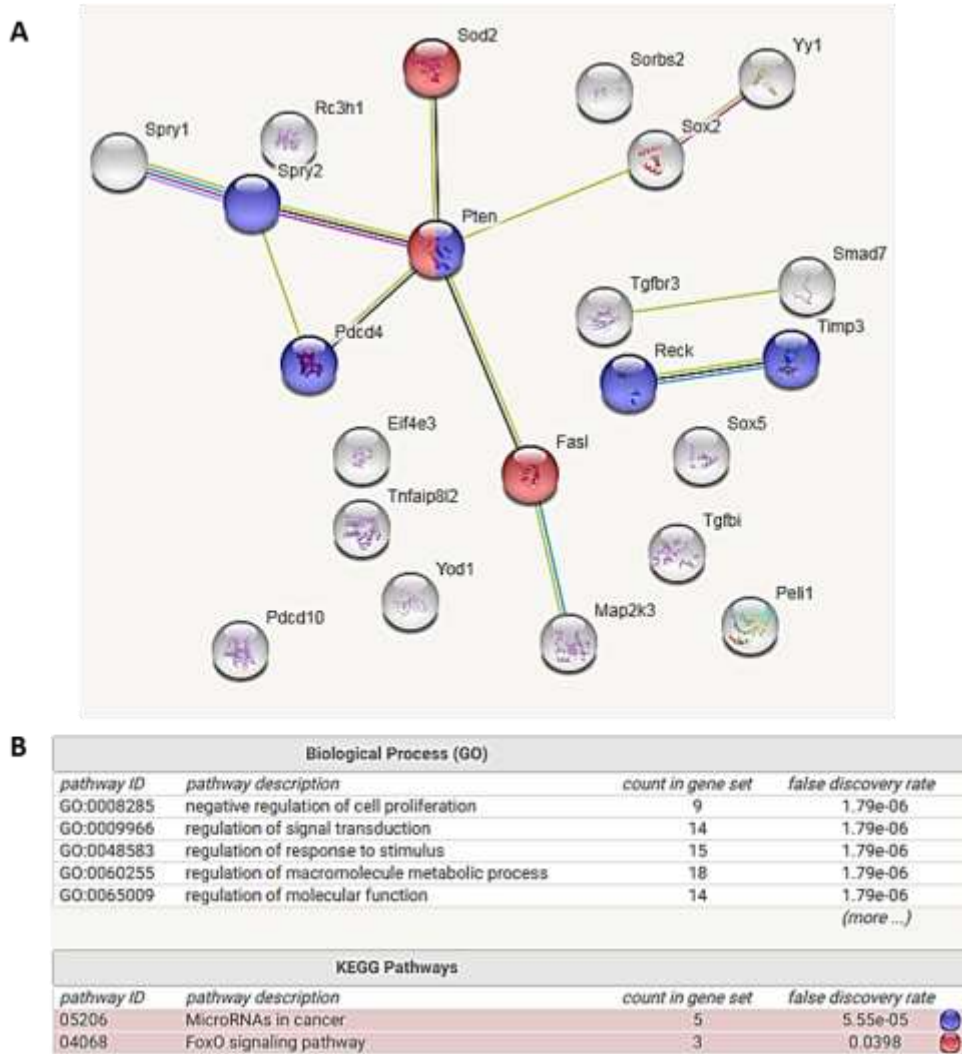 A
Sod2
Sorbs2
Yy1
Rc3h1
Spry1
Sox2
Spry2
Pten
Smad7
Tgfbr3
Pdcd4
Timp3
Reck
Eif4e3
Fasl
Sox5
Tnfaip8l2
Tgfbi
Yod1
Peli1
Map2k3
Pdcd10
B
Biological Process (GO)
pathway ID pathway description count in gene set false discovery rate
GO:0008285 negative regulation of cell proliferation 9 1.79e-06
GO:0009966 regulation of signal transduction 14 1.79e-06
GO:0048583 regulation of response to stimulus 15 1.79e-06
GO:0060255 regulation of macromolecule metabolic process 18 1.79e-06
GO:0065009 regulation of molecular function 14 1.79e-06
(more ...)
KEGG Pathways
pathway ID pathway description count in gene set false discovery rate
05206 MicroRNAs in cancer 5 5.55e-05
04068 FoxO signaling pathway 3 0.0398